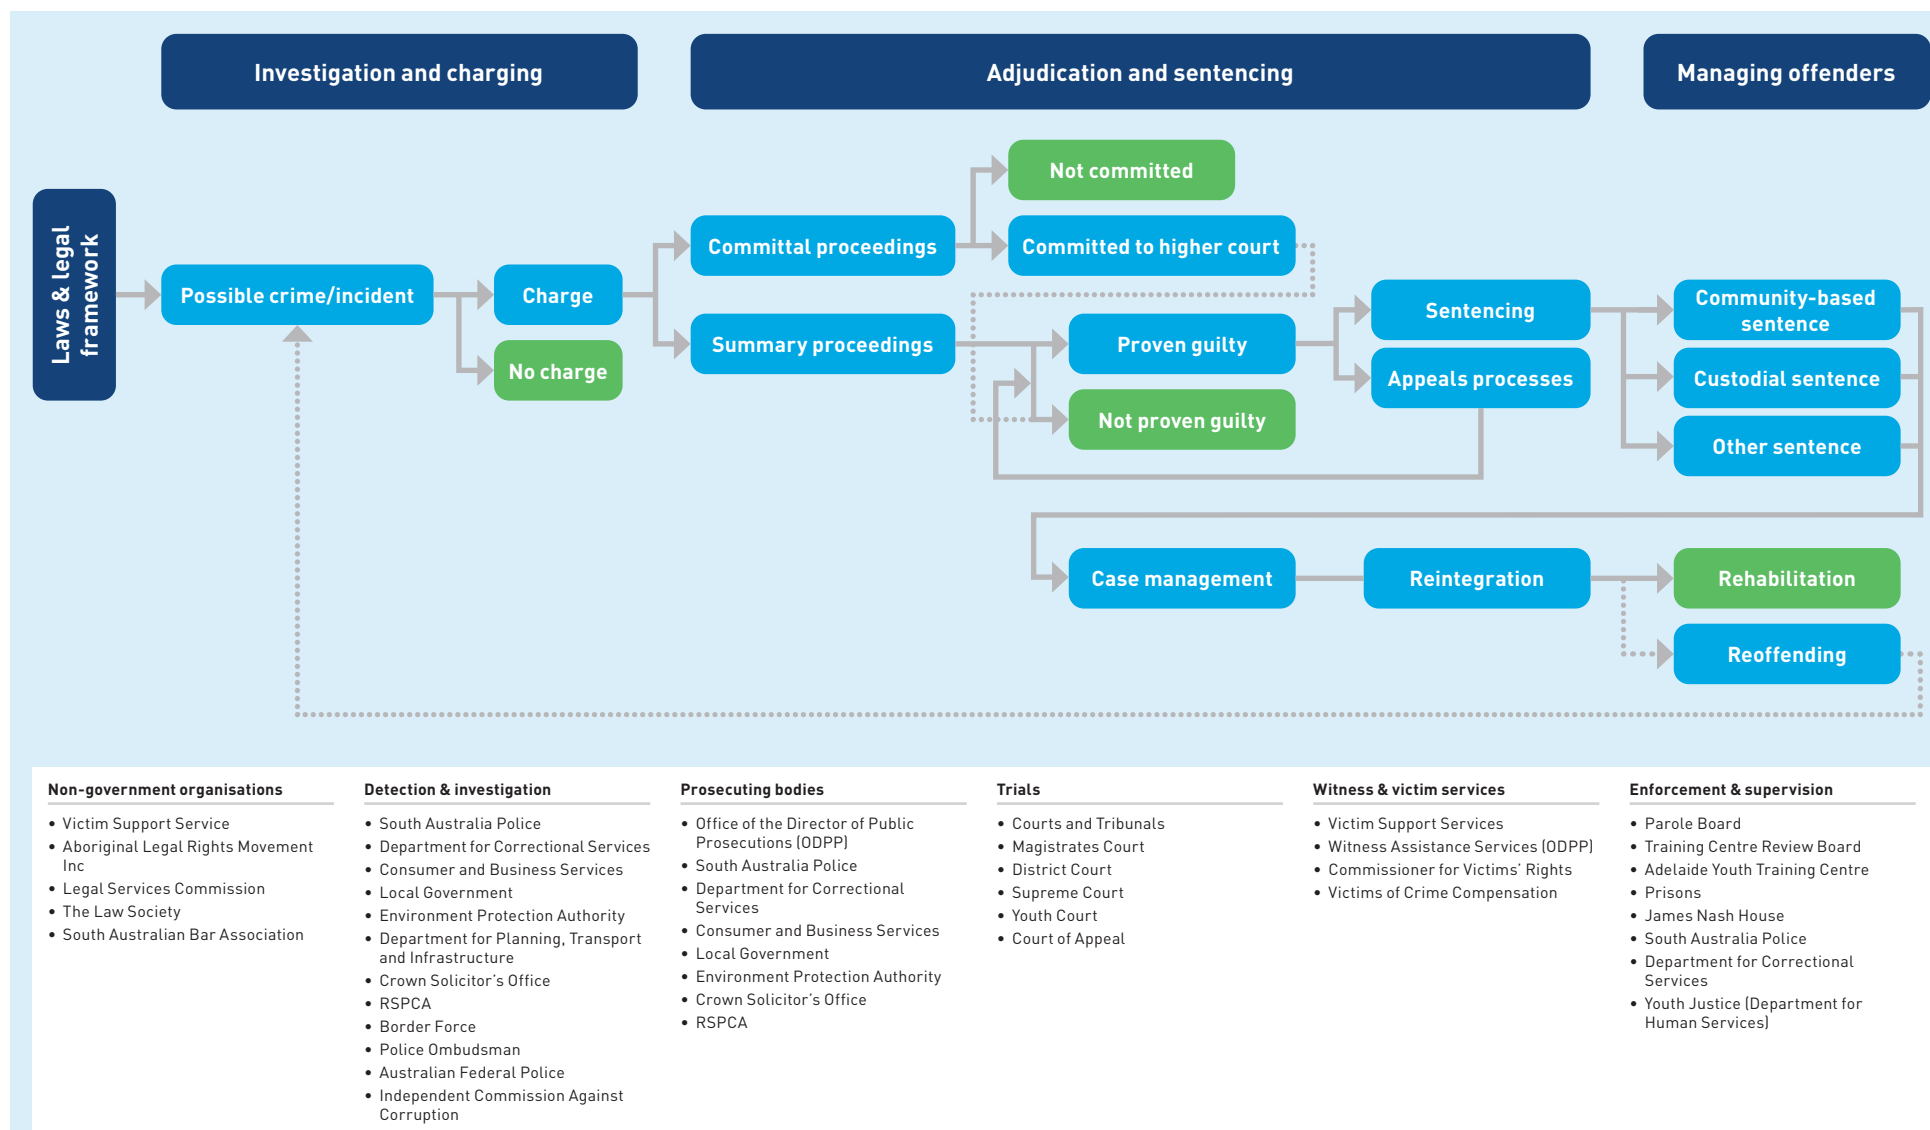 Investigation and charging
Adjudication and sentencing
Managing offenders
Laws & legal
framework
Possible crime/incident
Charge
No charge
Committal proceedings
Summary proceedings
Not committed
Committed to higher court
Proven guilty
Not proven guilty
Sentencing
Appeals processes
Community-based
sentence
Custodial sentence
Other sentence
Case management
Reintegration
Rehabilitation
Reoffending
Non-government organisations
• Victim Support Service
• Aboriginal Legal Rights Movement
Inc
• Legal Services Commission
• The Law Society
• South Australian Bar Association
Detection & investigation
• South Australia Police
• Department for Correctional Services
• Consumer and Business Services
• Local Government
• Environment Protection Authority
• Department for Planning, Transport
and Infrastructure
• Crown Solicitor's Office
• RSPCA
• Border Force
• Police Ombudsman
• Australian Federal Police
• Independent Commission Against
Corruption
Prosecuting bodies
• Office of the Director of Public
Prosecutions (ODPP)
• South Australia Police
• Department for Correctional
Services
• Consumer and Business Services
• Local Government
• Environment Protection Authority
• Crown Solicitor's Office
• RSPCA
Trials
• Courts and Tribunals
• Magistrates Court
• District Court
• Supreme Court
• Youth Court
• Court of Appeal
Witness & victim services
• Victim Support Services
• Witness Assistance Services (ODPP)
• Commissioner for Victims' Rights
• Victims of Crime Compensation
Enforcement & supervision
• Parole Board
• Training Centre Review Board
• Adelaide Youth Training Centre
• Prisons
• James Nash House
• South Australia Police
• Department for Correctional
Services
• Youth Justice (Department for
Human Services)